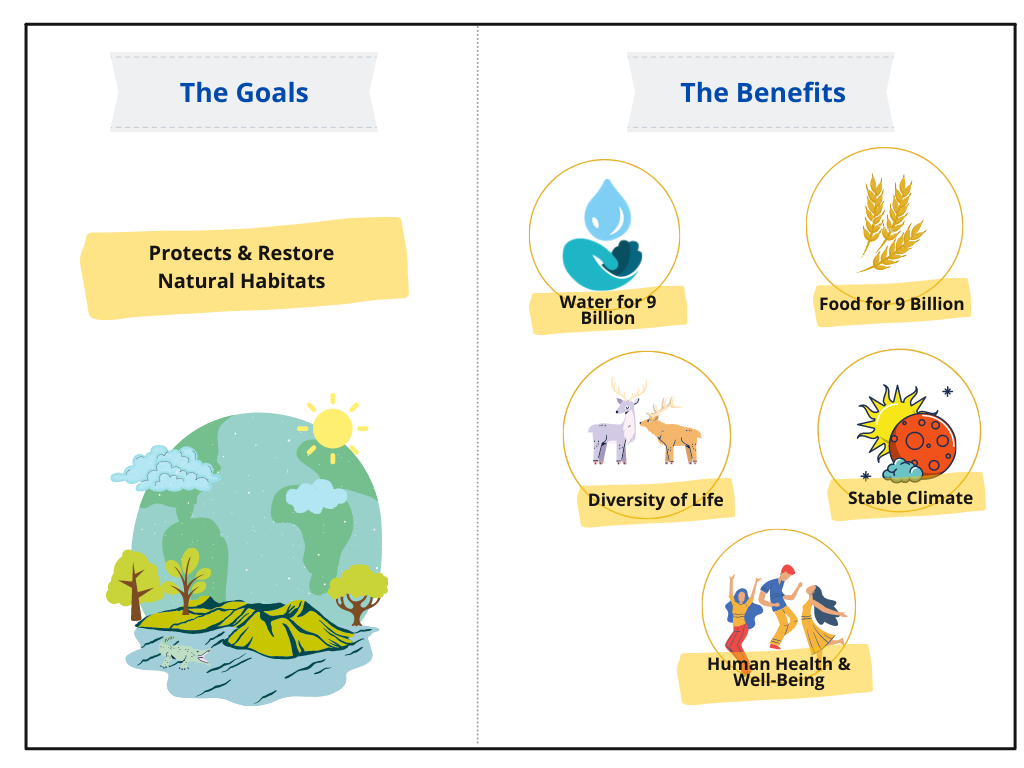 The Goals
Protects & Restore
Natural Habitats
The Benefits
Water for 9
Billion
Food for 9 Billion
Diversity of Life
Stable Climate
Human Health &
Well-Being